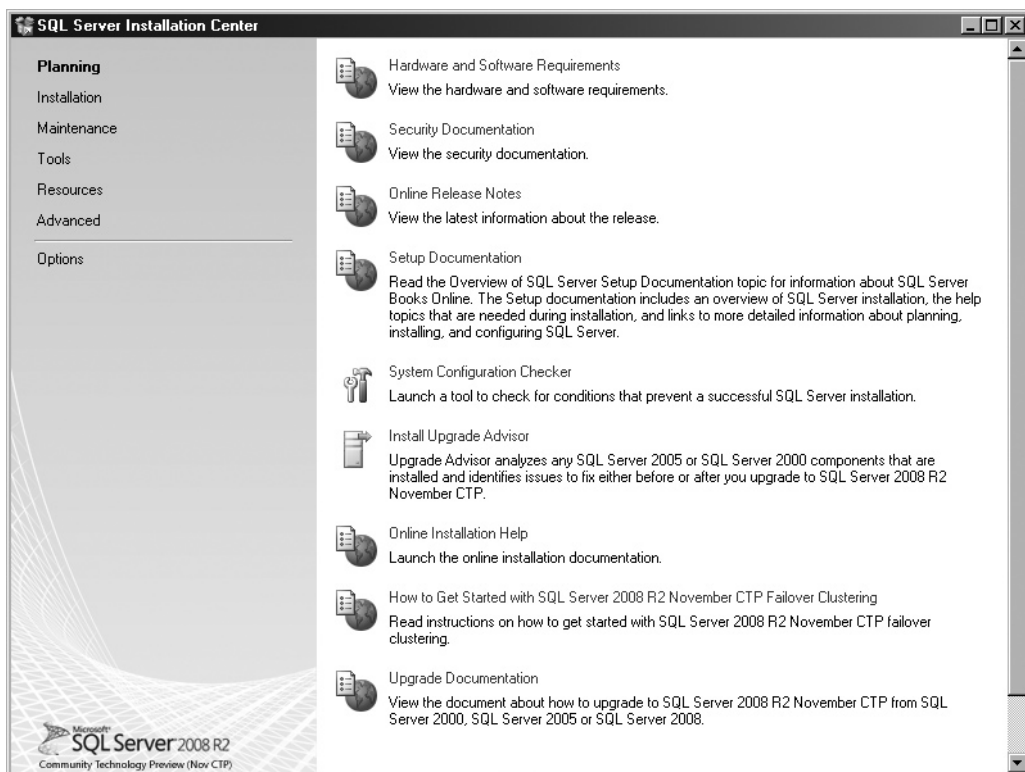 SQL Server Installation Center
Planning
Installation
Maintenance
Tools
Resources
Advanced
Options
Hardware and Software Requirements
View the hardware and software requirements.
Security Documentation
View the security documentation.
Online Release Notes
View the latest information about the release.
Setup Documentation
Read the Overview of SQL Server Setup Documentation topic for information about SQL Server
Books Online. The Setup documentation includes an overview of SQL Server installation, the help
topics that are needed during installation, and links to more detailed information about planning,
installing, and configuring SQL Server.
System Configuration Checker
Launch a tool to check for conditions that prevent a successful SQL Server installation.
Install Upgrade Advisor
Upgrade Advisor analyzes any SQL Server 2005 or SQL Server 2000 components that are
installed and identifies issues to fix either before or after you upgrade to SQL Server 2008 R2
November CTP.
Online Installation Help
Launch the online installation documentation.
How to Get Started with SQL Server 2008 R2 November CTP Failover Clustering
Read instructions on how to get started with SQL Server 2008 R2 November CTP failover
clustering.
Upgrade Documentation
View the document about how to upgrade to SQL Server 2008 R2 November CTP from SQL
Server 2000, SQL Server 2005 or SQL Server 2008.
Microsoft
SQL Server 2008 R2
Community Technology Preview (Nov CTP)